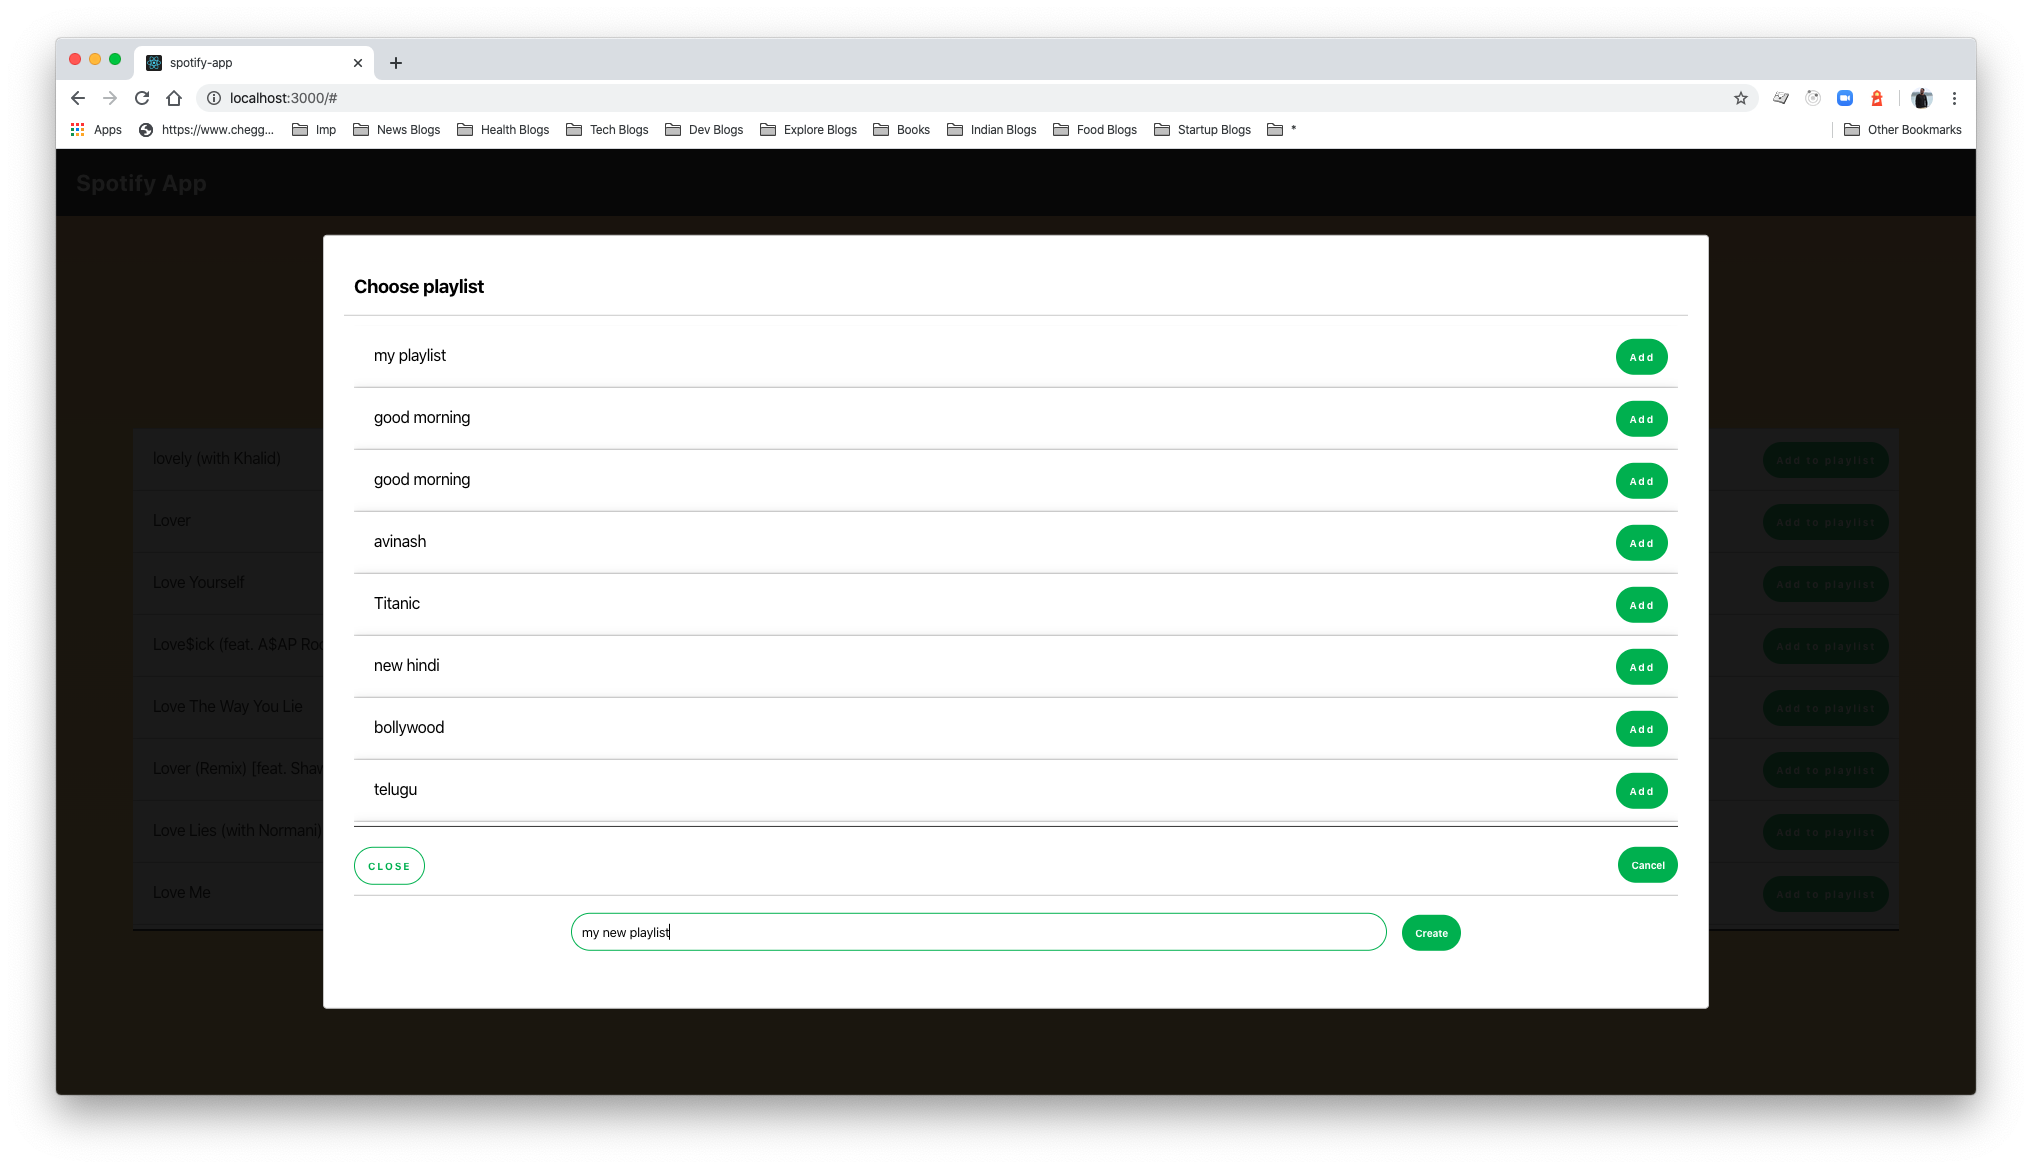 spotify-app
localhost:3000/#
Apps https://www.chegg... Imp News Blogs Health Blogs Tech Blogs Dev Blogs Explore Blogs Books Indian Blogs Food Blogs Startup Blogs * Other Bookmarks
Spotify App
Choose playlist
my playlist Add
good morning Add
good morning Add
avinash Add
Titanic Add
new hindi Add
bollywood Add
telugu Add
CLOSE Cancel
my new playlist Create
lovely (with Khalid) Add to playlist
Lover Add to playlist
Love Yourself Add to playlist
Love$ick (feat. A$AP Add to playlist
Love The Way You Lie Add to playlist
Lover (Remix) [feat. Add to playlist
Love Lies (with Normani) Add to playlist
Love Me Add to playlist